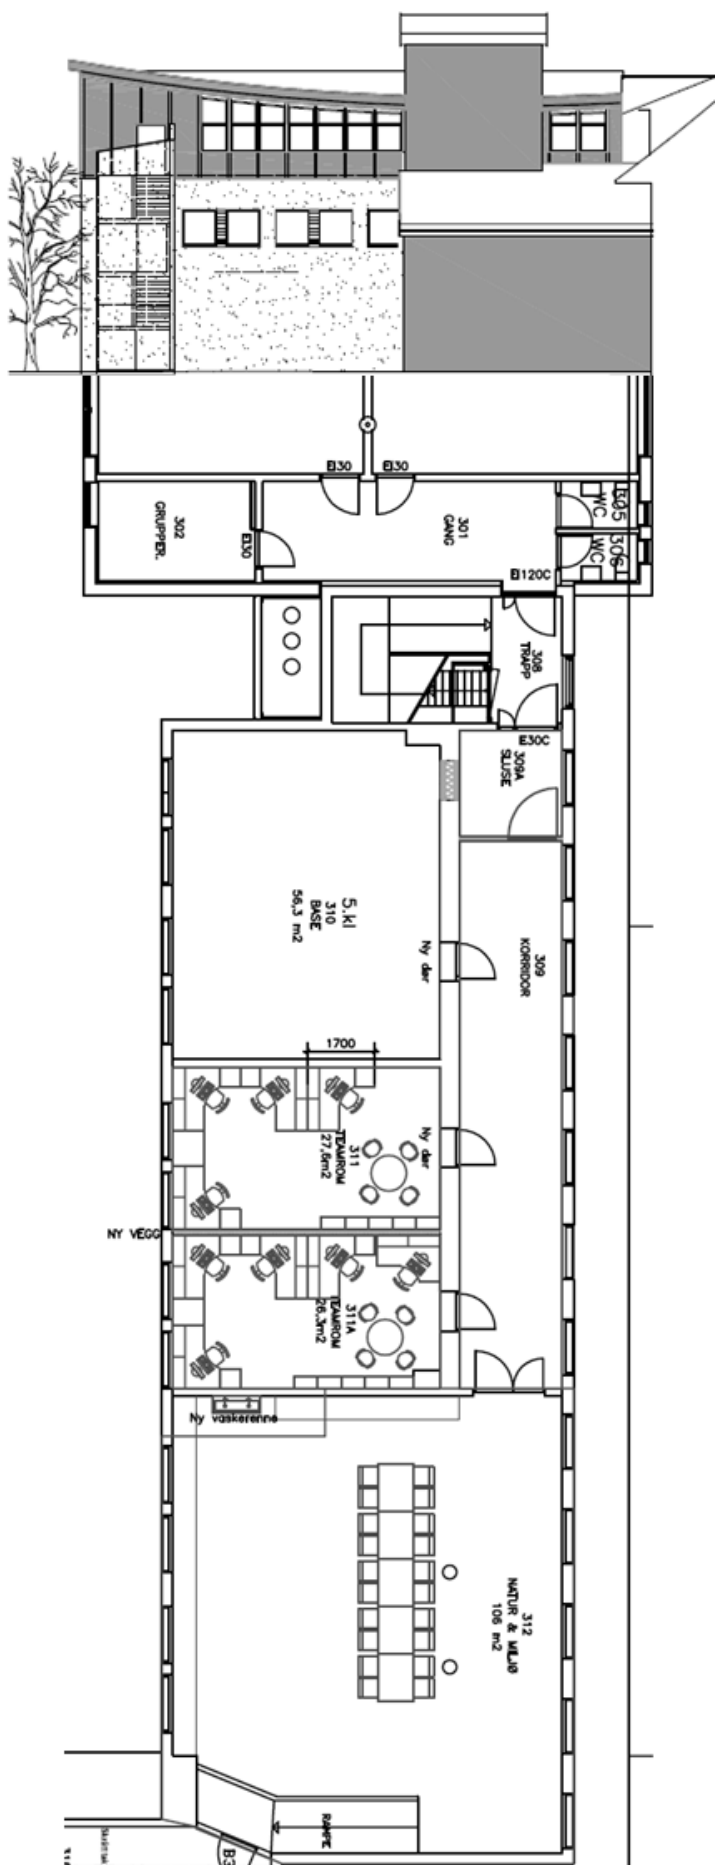 EI30
EI30
305
WC
302
GRUPPER.
301
GANG
EI30
306
WC
EI120C
308
TRAPP
E30C
309A
SLUSE
5.kl
310
BASE
56,3 m2
Ny dør
309
KORRIDOR
1700
311
TEAMROM
27,6m2
Ny dør
NY VEGG
311A
TEAMROM
26,3m2
Ny vaskerenne
312
NATUR & MILJØ
106 m2
RAMPE